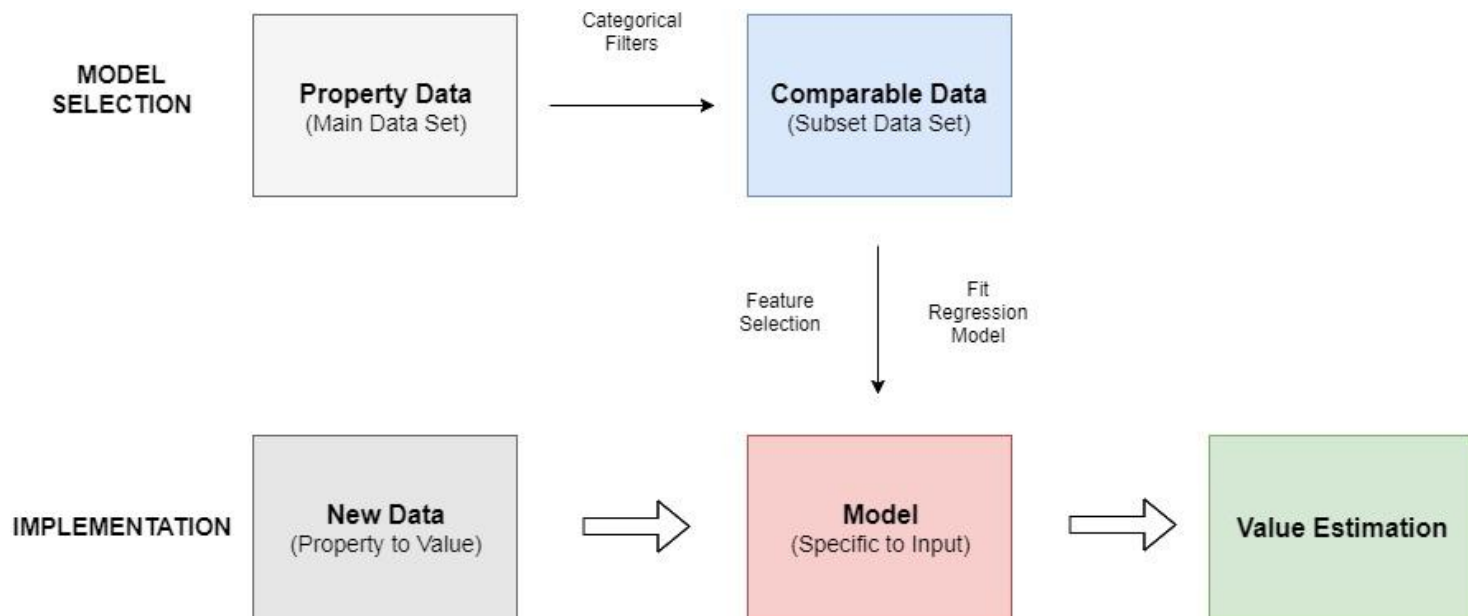 MODEL
SELECTION
Property Data
(Main Data Set)
Categorical
Filters
Comparable Data
(Subset Data Set)
Feature
Selection
Fit
Regression
Model
IMPLEMENTATION
New Data
(Property to Value)
Model
(Specific to Input)
Value Estimation